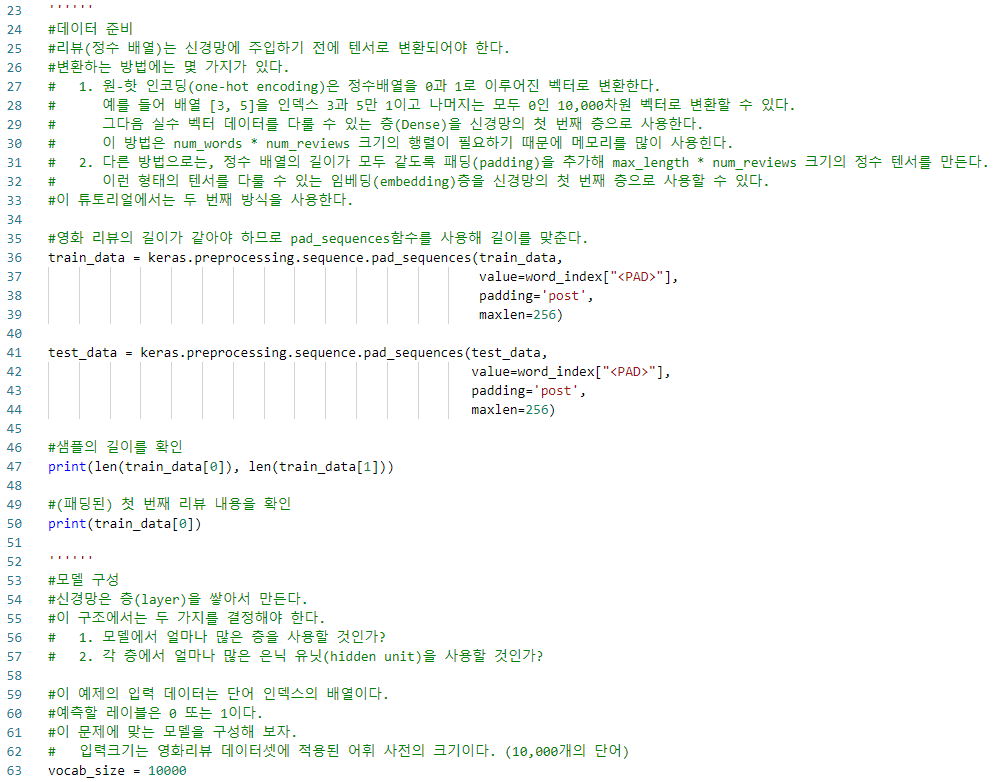 23 ''''''
24 #데이터 준비
25 #리뷰(정수 배열)는 신경망에 주입하기 전에 텐서로 변환되어야 한다.
26 #변환하는 방법에는 몇 가지가 있다.
27 #   1. 원-핫 인코딩(one-hot encoding)은 정수배열을 0과 1로 이루어진 벡터로 변환한다.
28 #      예를 들어 배열 [3, 5]을 인덱스 3과 5만 1이고 나머지는 모두 0인 10,000차원 벡터로 변환할 수 있다.
29 #      그다음 실수 벡터 데이터를 다룰 수 있는 층(Dense)을 신경망의 첫 번째 층으로 사용한다.
30 #      이 방법은 num_words * num_reviews 크기의 행렬이 필요하기 때문에 메모리를 많이 사용힌다.
31 #   2. 다른 방법으로는, 정수 배열의 길이가 모두 같도록 패딩(padding)을 추가해 max_length * num_reviews 크기의 정수 텐서를 만든다.
32 #      이런 형태의 텐서를 다룰 수 있는 임베딩(embedding)층을 신경망의 첫 번째 층으로 사용할 수 있다.
33 #이 튜토리얼에서는 두 번째 방식을 사용한다.
34
35 #영화 리뷰의 길이가 같아야 하므로 pad_sequences함수를 사용해 길이를 맞춘다.
36 train_data = keras.preprocessing.sequence.pad_sequences(train_data,
37 value=word_index["<PAD>"],
38 padding='post',
39 maxlen=256)
40
41 test_data = keras.preprocessing.sequence.pad_sequences(test_data,
42 value=word_index["<PAD>"],
43 padding='post',
44 maxlen=256)
45
46 #샘플의 길이를 확인
47 print(len(train_data[0]), len(train_data[1]))
48
49 #(패딩된) 첫 번째 리뷰 내용을 확인
50 print(train_data[0])
51
52 ''''''
53 #모델 구성
54 #신경망은 층(layer)을 쌓아서 만든다.
55 #이 구조에서는 두 가지를 결정해야 한다.
56 #   1. 모델에서 얼마나 많은 층을 사용할 것인가?
57 #   2. 각 층에서 얼마나 많은 은닉 유닛(hidden unit)을 사용할 것인가?
58
59 #이 예제의 입력 데이터는 단어 인덱스의 배열이다.
60 #예측할 레이블은 0 또는 1이다.
61 #이 문제에 맞는 모델을 구성해 보자.
62 #   입력크기는 영화리뷰 데이터셋에 적용된 어휘 사전의 크기이다. (10,000개의 단어)
63 vocab_size = 10000